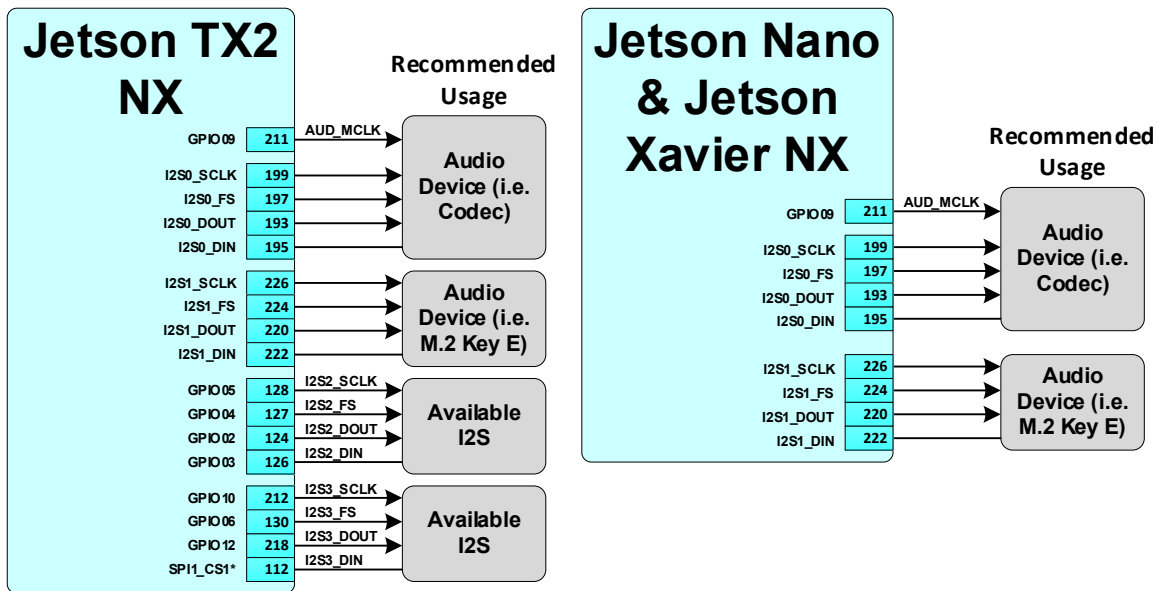 Jetson TX2
NX
Recommended
Usage
GPIO09 211 AUD_MCLK
I2S0_SCLK 199
I2S0_FS 197
I2S0_DOUT 193
I2S0_DIN 195
Audio
Device (i.e.
Codec)
I2S1_SCLK 226
I2S1_FS 224
I2S1_DOUT 220
I2S1_DIN 222
Audio
Device (i.e.
M.2 Key E)
GPIO05 128 I2S2_SCLK
GPIO04 127 I2S2_FS
GPIO02 124 I2S2_DOUT
GPIO03 126 I2S2_DIN
Available
I2S
GPIO10 212 I2S3_SCLK
GPIO06 130 I2S3_FS
GPIO12 218 I2S3_DOUT
SPI1_CS1* 112 I2S3_DIN
Available
I2S
Jetson Nano
& Jetson
Xavier NX
Recommended
Usage
GPIO09 211 AUD_MCLK
I2S0_SCLK 199
I2S0_FS 197
I2S0_DOUT 193
I2S0_DIN 195
Audio
Device (i.e.
Codec)
I2S1_SCLK 226
I2S1_FS 224
I2S1_DOUT 220
I2S1_DIN 222
Audio
Device (i.e.
M.2 Key E)